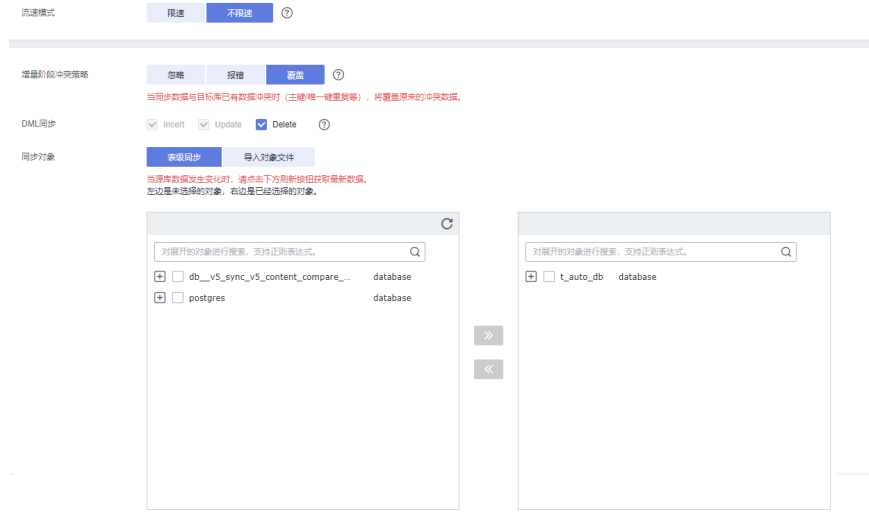 流速模式 限速 不限速
增量阶段冲突策略 忽略 报错 覆盖
当同步数据与目标库已有数据冲突时（主键/唯一键重复等），将覆盖原来的冲突数据。
DML同步 Insert Update Delete
同步对象 表级同步 导入对象文件
当源库数据发生变化时，请点击下方刷新按钮获取最新数据。
左边是未选择的对象，右边是已经选择的对象。
对展开的对象进行搜索，支持正则表达式。 对展开的对象进行搜索，支持正则表达式。
db__v5_sync_v5_content_compare_... database t_auto_db database
postgres database